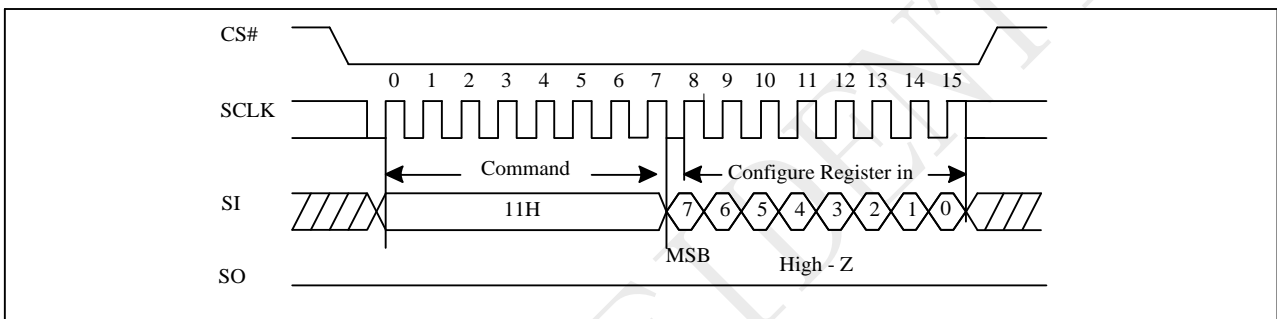 CS#
0 1 2 3 4 5 6 7 8 9 10 11 12 13 14 15
SCLK
Command
Configure Register in
SI
11H
7 6 5 4 3 2 1 0
MSB
High - Z
SO